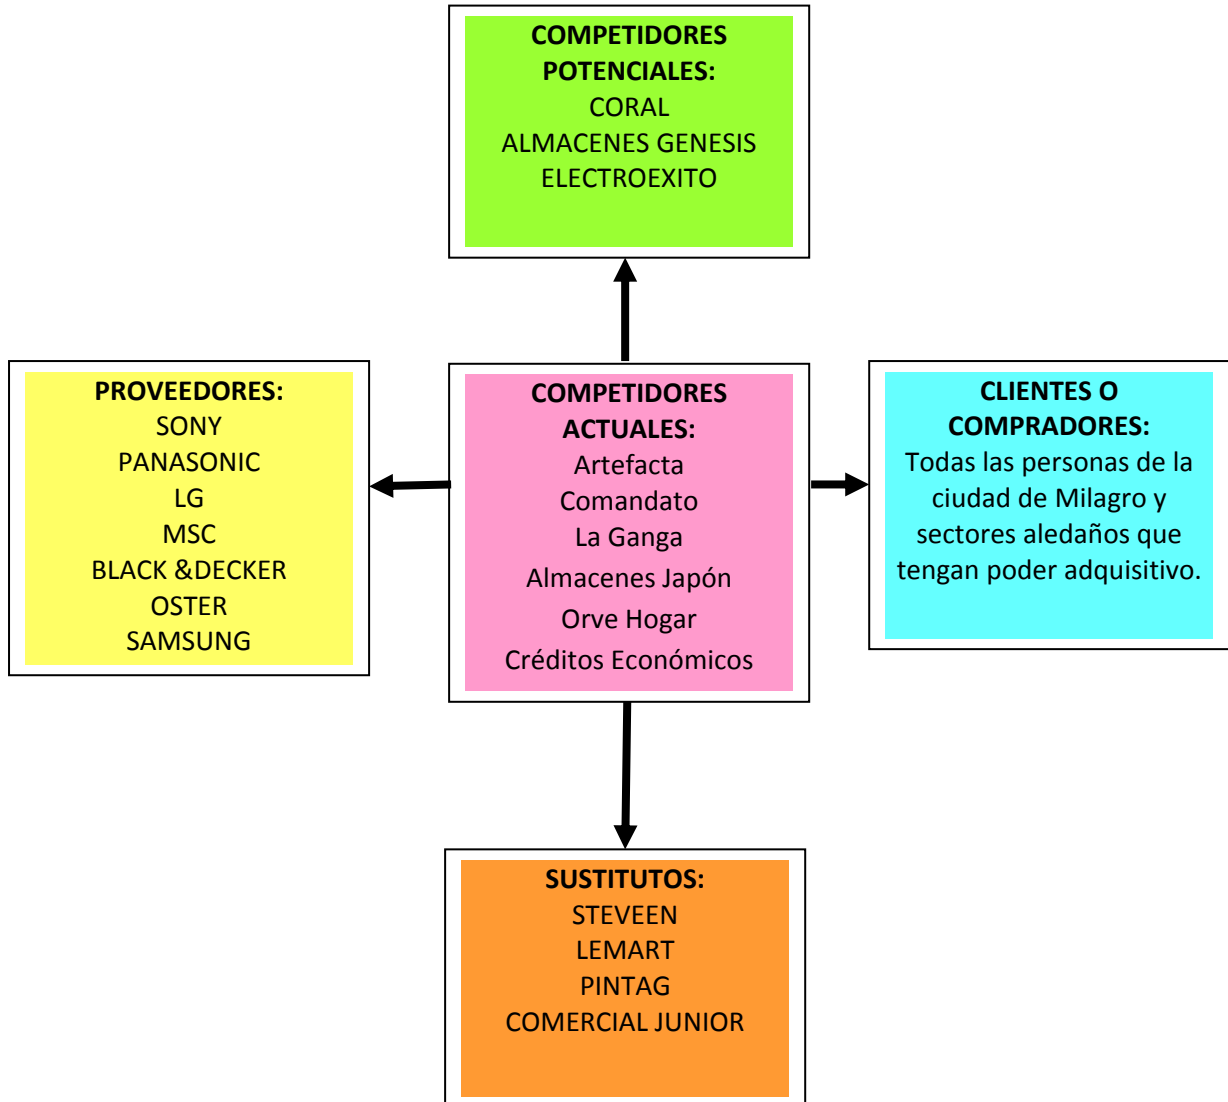 COMPETIDORES
POTENCIALES:
CORAL
ALMACENES GENESIS
ELECTROEXITO
PROVEEDORES:
SONY
PANASONIC
LG
MSC
BLACK &DECKER
OSTER
SAMSUNG
COMPETIDORES
ACTUALES:
Artefacta
Comandato
La Ganga
Almacenes Japón
Orve Hogar
Créditos Económicos
CLIENTES O
COMPRADORES:
Todas las personas de la
ciudad de Milagro y
sectores aledaños que
tengan poder adquisitivo.
SUSTITUTOS:
STEVEEN
LEMART
PINTAG
COMERCIAL JUNIOR